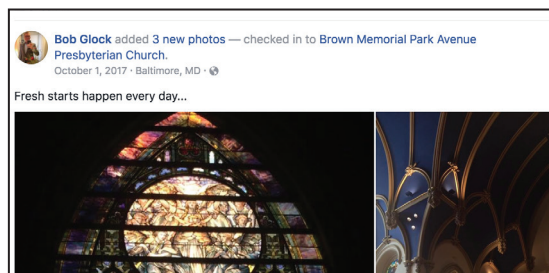 Bob Glock added 3 new photos — checked in to Brown Memorial Park Avenue
Presbyterian Church.
October 1, 2017 · Baltimore, MD ·
Fresh starts happen every day...